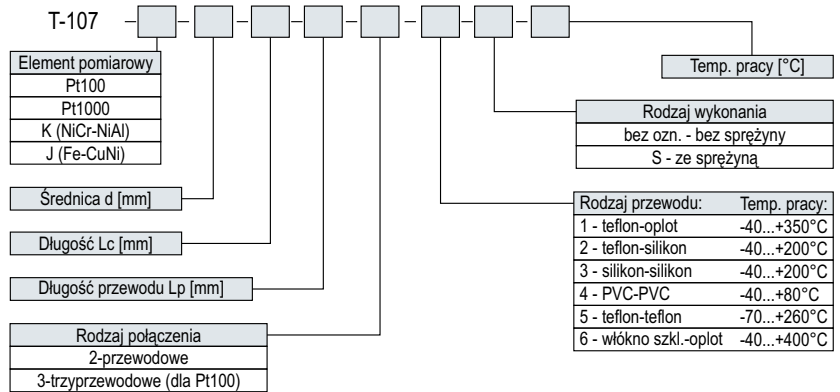 T-107 - - - - - - - -
Element pomiarowy
Pt100
Pt1000
K (NiCr-NiAl)
J (Fe-CuNi)
Średnica d [mm]
Długość Lc [mm]
Długość przewodu Lp [mm]
Rodzaj połączenia
2-przewodowe
3-trzyprzewodowe (dla Pt100)
Temp. pracy [°C]
Rodzaj wykonania
bez ozn. - bez sprężyny
S - ze sprężyną
Rodzaj przewodu: Temp. pracy:
1 - teflon-oplot -40...+350°C
2 - teflon-silikon -40...+200°C
3 - silikon-silikon -40...+200°C
4 - PVC-PVC -40...+80°C
5 - teflon-teflon -70...+260°C
6 - włókno szkl.-oplot -40...+400°C